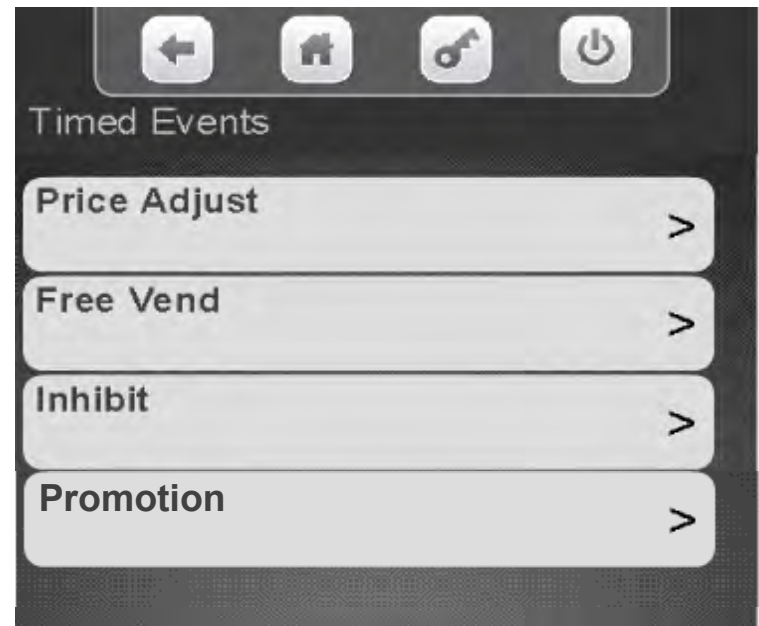 Timed Events
Price Adjust
>
Free Vend
>
Inhibit
>
Promotion
>